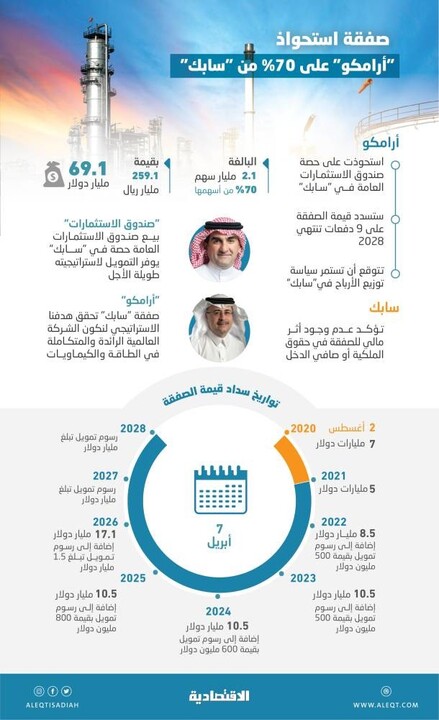 صفقة استحواذ
"أرامكو" على 70% من "سابك"
أرامكو
استحوذت على حصة
صندوق الاستثمارات
العامة في "سابك"
البالغة
2.1 مليار سهم
70% من أسهمها
بقيمة
259.1
مليار ريال
69.1
مليار دولار
$
ستسدد قيمة الصفقة
على 9 دفعات تنتهي
2028
تتوقع أن تستمر سياسة
توزيع الأرباح في "سابك"
سابك
تؤكد عدم وجود أثر
مالي للصفقة في حقوق
الملكية أو صافي الدخل
"صندوق الاستثمارات"
بيع صندوق الاستثمارات
العامة حصة في "سابك"
يوفر التمويل لاستراتيجيته
طويلة الأجل
"أرامكو"
صفقة "سابك" تحقق هدفنا
الاستراتيجي لنكون الشركة
العالمية الرائدة والمتكاملة
في الطاقة والكيماويات
تواريخ سداد قيمة الصفقة
7
أبريل
2 أغسطس 2020
7 مليارات دولار
2021
5 مليارات دولار
2022
8.5 مليار دولار
إضافة إلى رسوم
تمويل بقيمة 500
مليون دولار
2023
10.5 مليار دولار
إضافة إلى رسوم
تمويل بقيمة 500
مليون دولار
2024
10.5 مليار دولار
إضافة إلى رسوم تمويل
بقيمة 600 مليون دولار
2025
10.5 مليار دولار
إضافة إلى رسوم
تمويل بقيمة 800
مليون دولار
2026
17.1 مليار دولار
إضافة إلى رسوم
تمويل تبلغ 1.5
مليار دولار
2027
رسوم تمويل تبلغ
مليار دولار
2028
رسوم تمويل تبلغ
مليار دولار
ALEQTISADIAH
الاقتصادية
WWW.ALEQT.COM